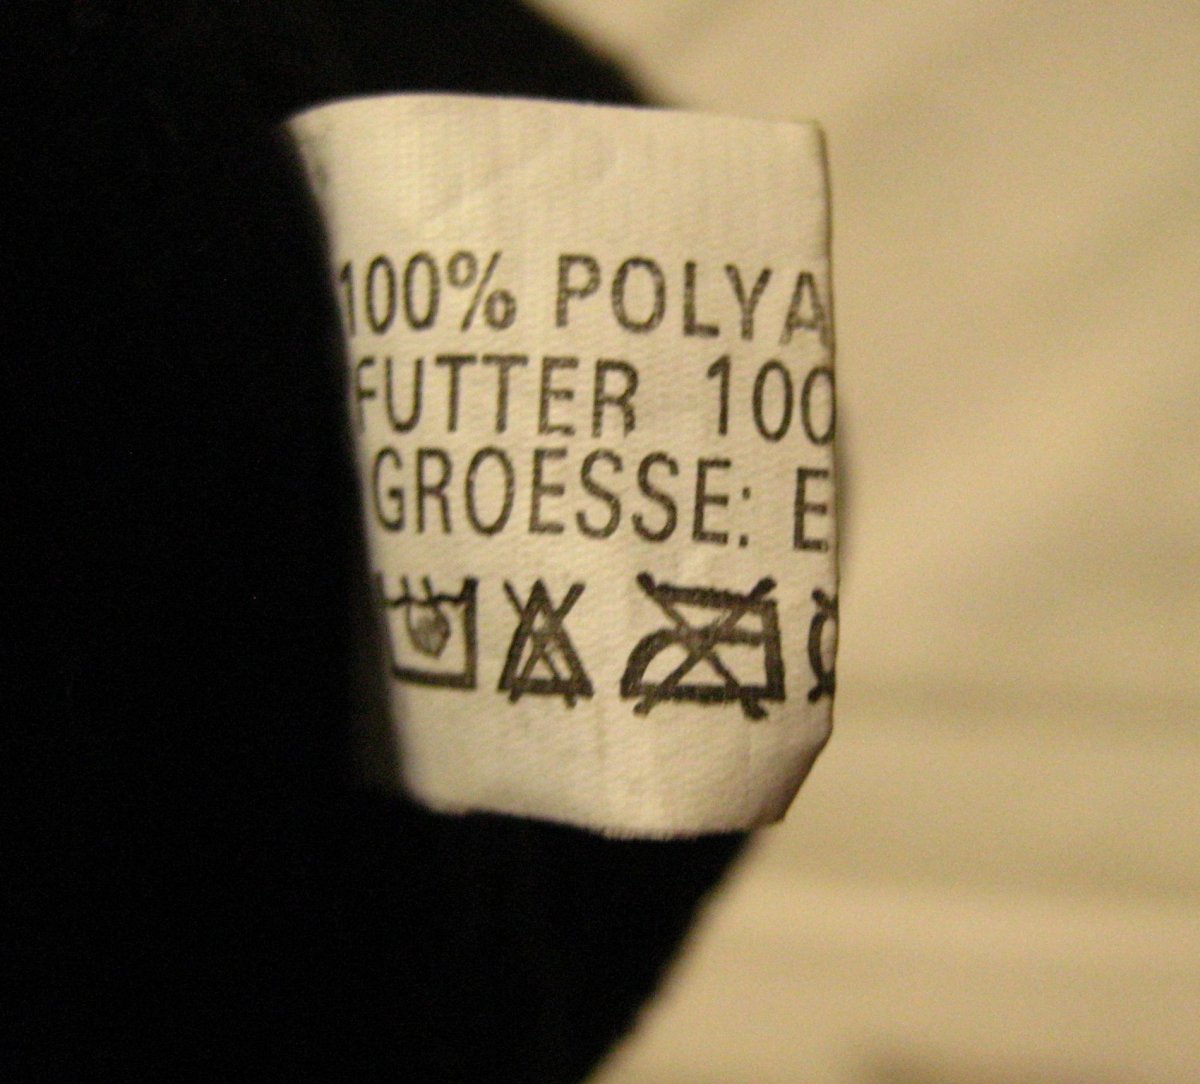 100% POLYA
FUTTER 100
GROESSE: E